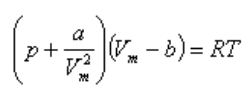 (p + a/V_m^2)(V_m − b) = RT